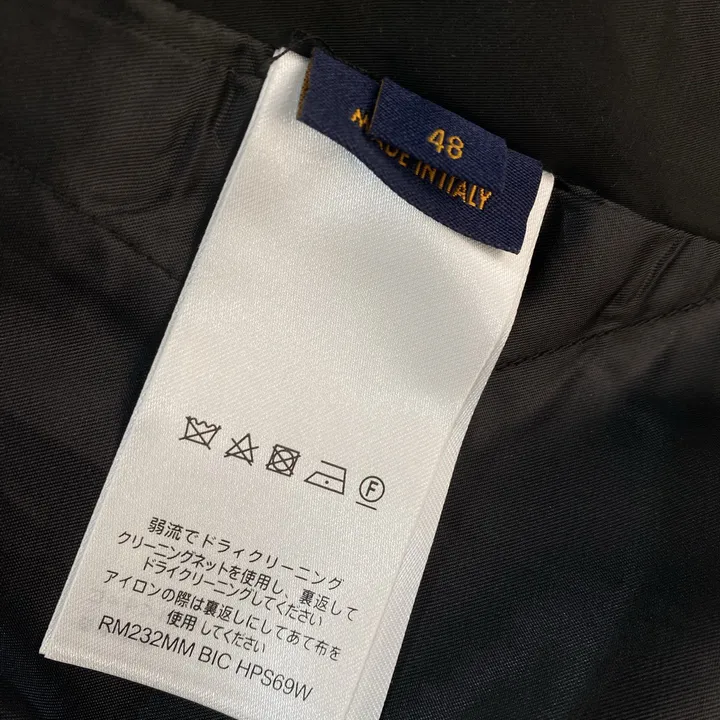 48
MADE IN ITALY
F
弱流でドライクリーニング
クリーニングネットを使用し、裏返して
ドライクリーニングしてください
アイロンの際は裏返しにしてあて布を
使用してください
RM232MM BIC HPS69W